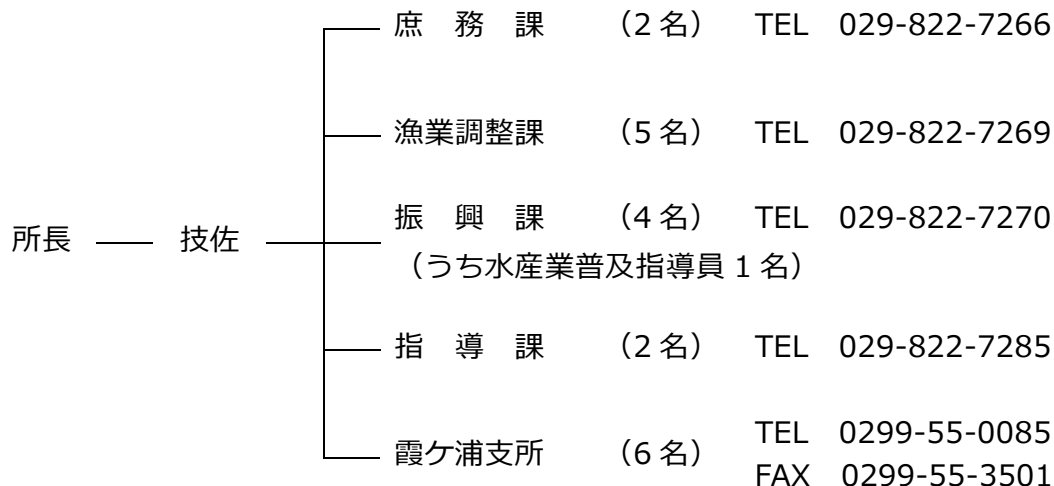 庶　務　課　（2 名）　TEL　029-822-7266
漁業調整課　（5 名）　TEL　029-822-7269
所長　技佐　振　興　課　（4 名）　TEL　029-822-7270
（うち水産業普及指導員 1 名）
指　導　課　（2 名）　TEL　029-822-7285
霞ケ浦支所　（6 名）　TEL　0299-55-0085
FAX　0299-55-3501